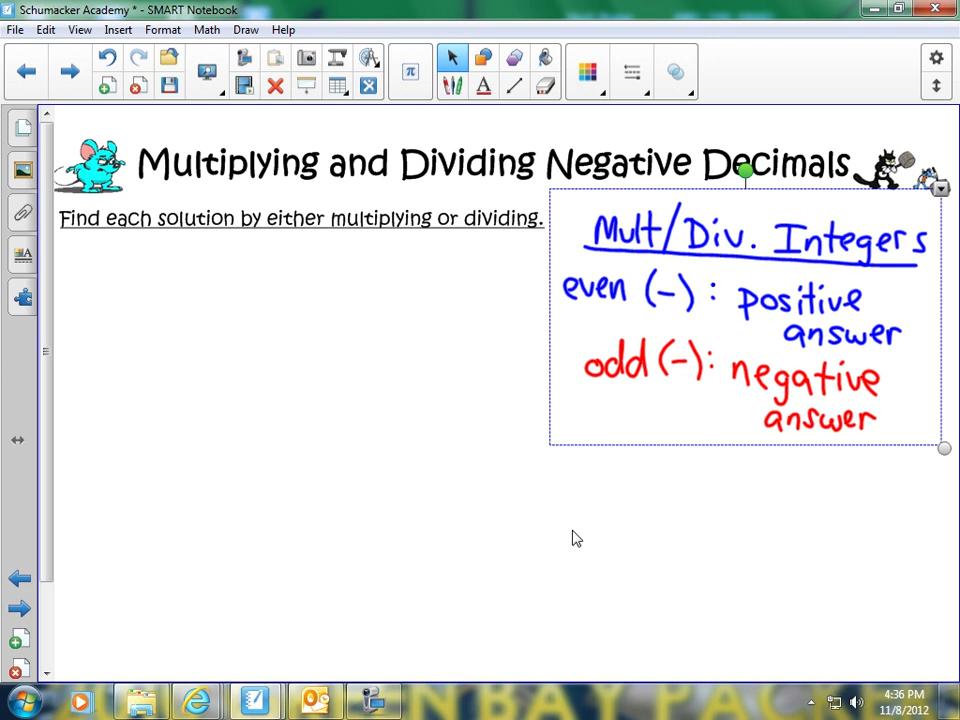 Schumacker Academy * - SMART Notebook
File Edit View Insert Format Math Draw Help
Multiplying and Dividing Negative Decimals
Find each solution by either multiplying or dividing.
Mult/Div. Integers
even (-) : positive
answer
odd (-): negative
answer
4:36 PM
11/8/2012